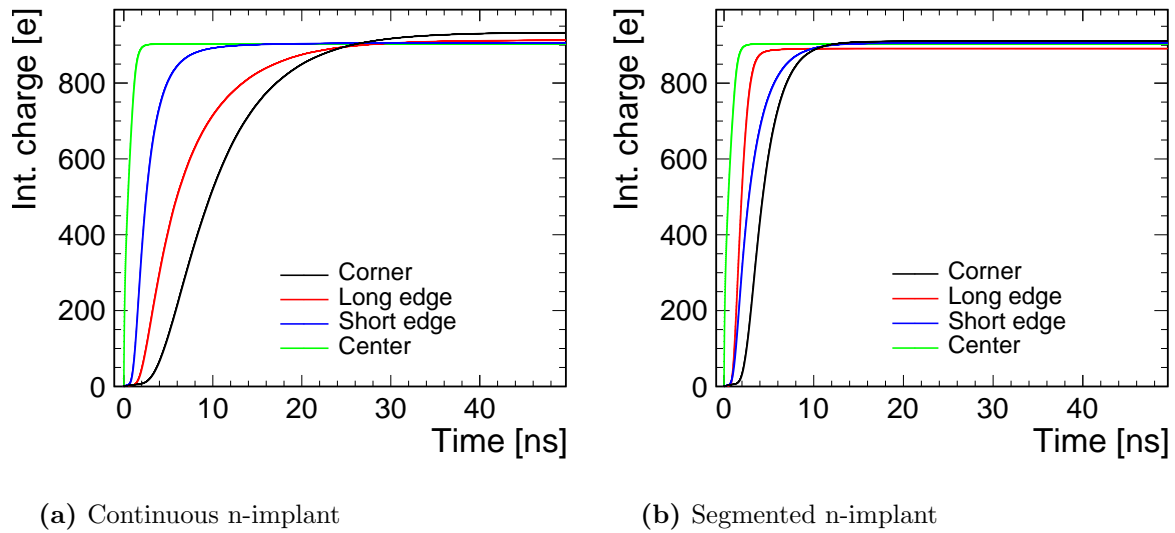 Int. charge [e]
800
600
400
200
0
Corner
Long edge
Short edge
Center
0 10 20 30 40
Time [ns]
(a) Continuous n-implant
Int. charge [e]
800
600
400
200
0
Corner
Long edge
Short edge
Center
0 10 20 30 40
Time [ns]
(b) Segmented n-implant